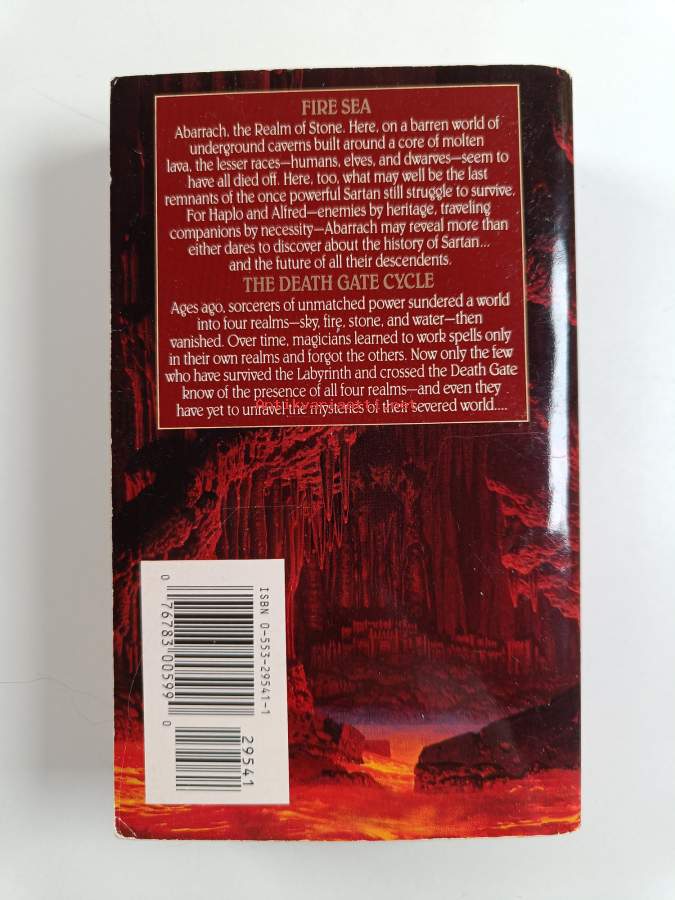 FIRE SEA
Abarrach, the Realm of Stone. Here, on a barren world of
underground caverns built around a core of molten
lava, the lesser races—humans, elves, and dwarves—seem to
have all died off. Here, too, what may well be the last
remnants of the once powerful Sartan still struggle to survive.
For Haplo and Alfred—enemies by heritage, traveling
companions by necessity—Abarrach may reveal more than
either dares to discover about the history of Sartan...
and the future of all their descendents.
THE DEATH GATE CYCLE
Ages ago, sorcerers of unmatched power sundered a world
into four realms—sky, fire, stone, and water—then
vanished. Over time, magicians learned to work spells only
in their own realms and forgot the others. Now only the few
who have survived the Labyrinth and crossed the Death Gate
know of the presence of all four realms—and even they
have yet to unravel the mysteries of their severed world....
Antikvariaatti.net
ISBN 0-553-29541-1
0 76783 00599 0
29541